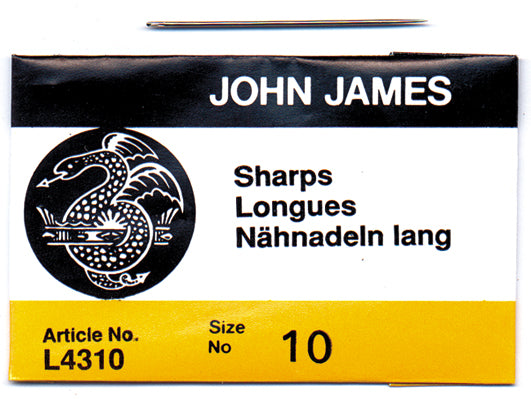 JOHN JAMES
Sharps
Longues
Nähnadeln lang
Article No.
L4310
Size
No
10